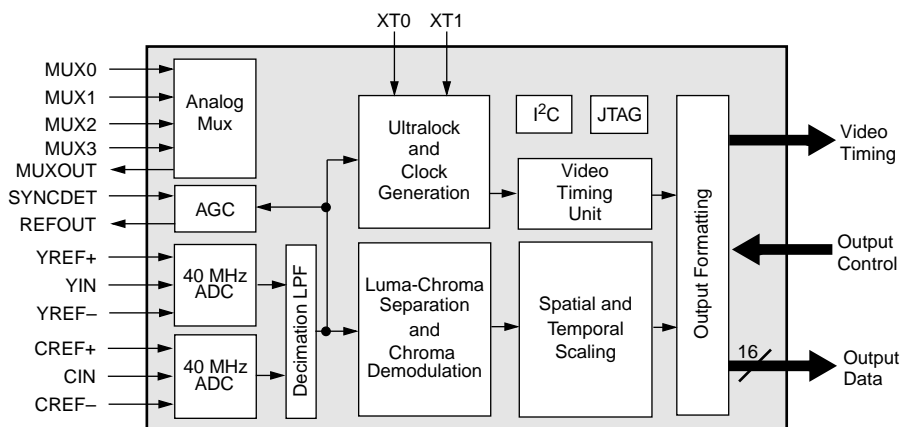 XT0 XT1
MUX0
MUX1
MUX2
MUX3
MUXOUT
SYNCDET
REFOUT
YREF+
YIN
YREF–
CREF+
CIN
CREF–
Analog
Mux
AGC
40 MHz
ADC
40 MHz
ADC
Decimation LPF
Ultralock
and
Clock
Generation
Luma-Chroma
Separation
and
Chroma
Demodulation
I²C
JTAG
Video
Timing
Unit
Spatial and
Temporal
Scaling
Output Formatting
Video
Timing
Output
Control
16
Output
Data